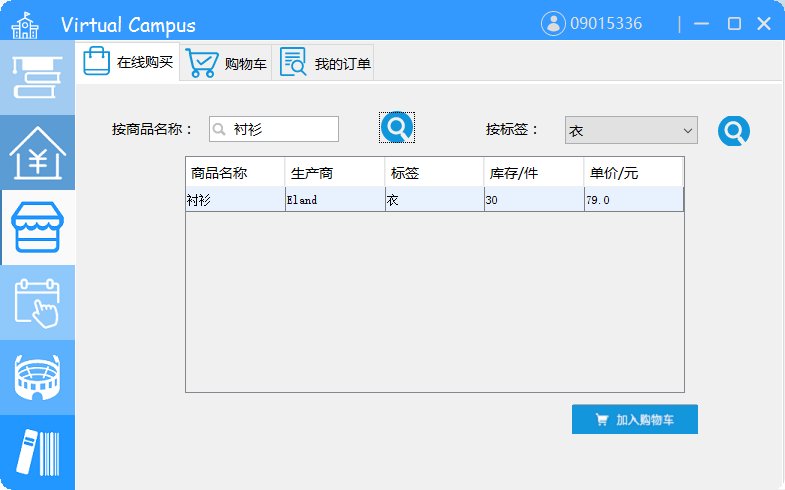 Virtual Campus 09015336
在线购买 购物车 我的订单
按商品名称： 衬衫 按标签： 衣
商品名称 生产商 标签 库存/件 单价/元
衬衫 Eland 衣 30 79.0
加入购物车